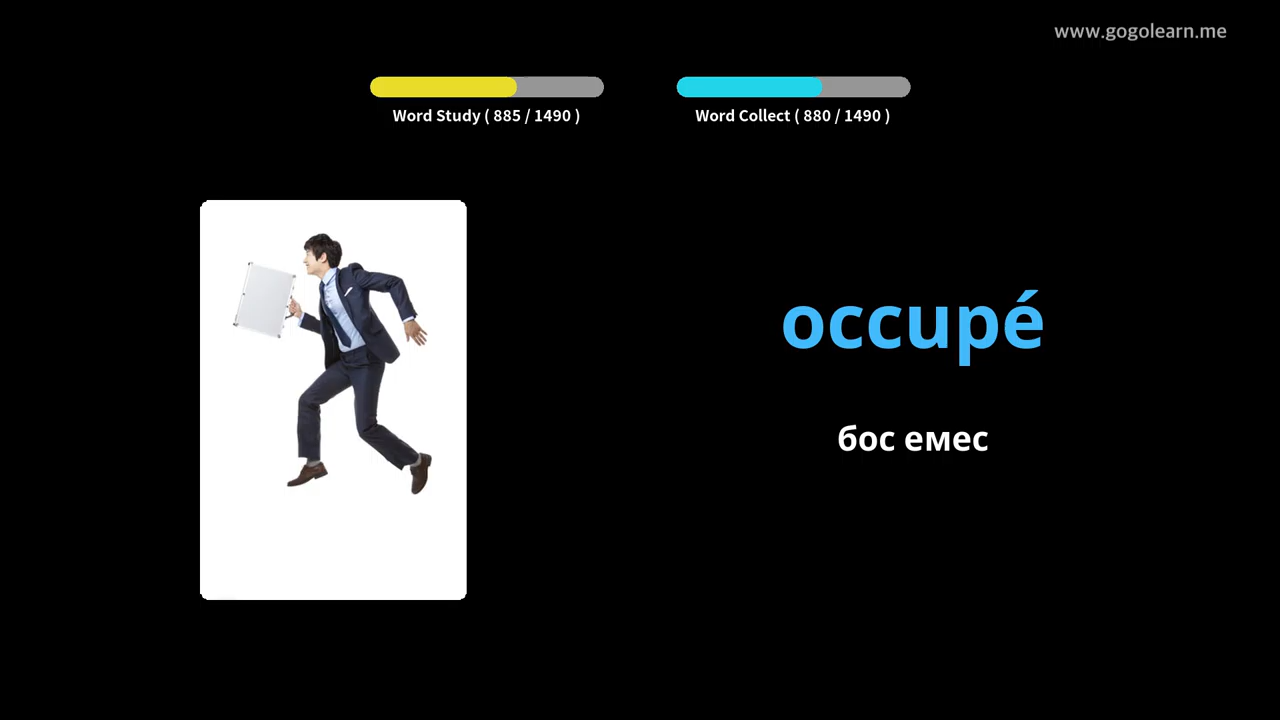 www.gogolearn.me
Word Study ( 885 / 1490 )
Word Collect ( 880 / 1490 )
occupé
бос емес